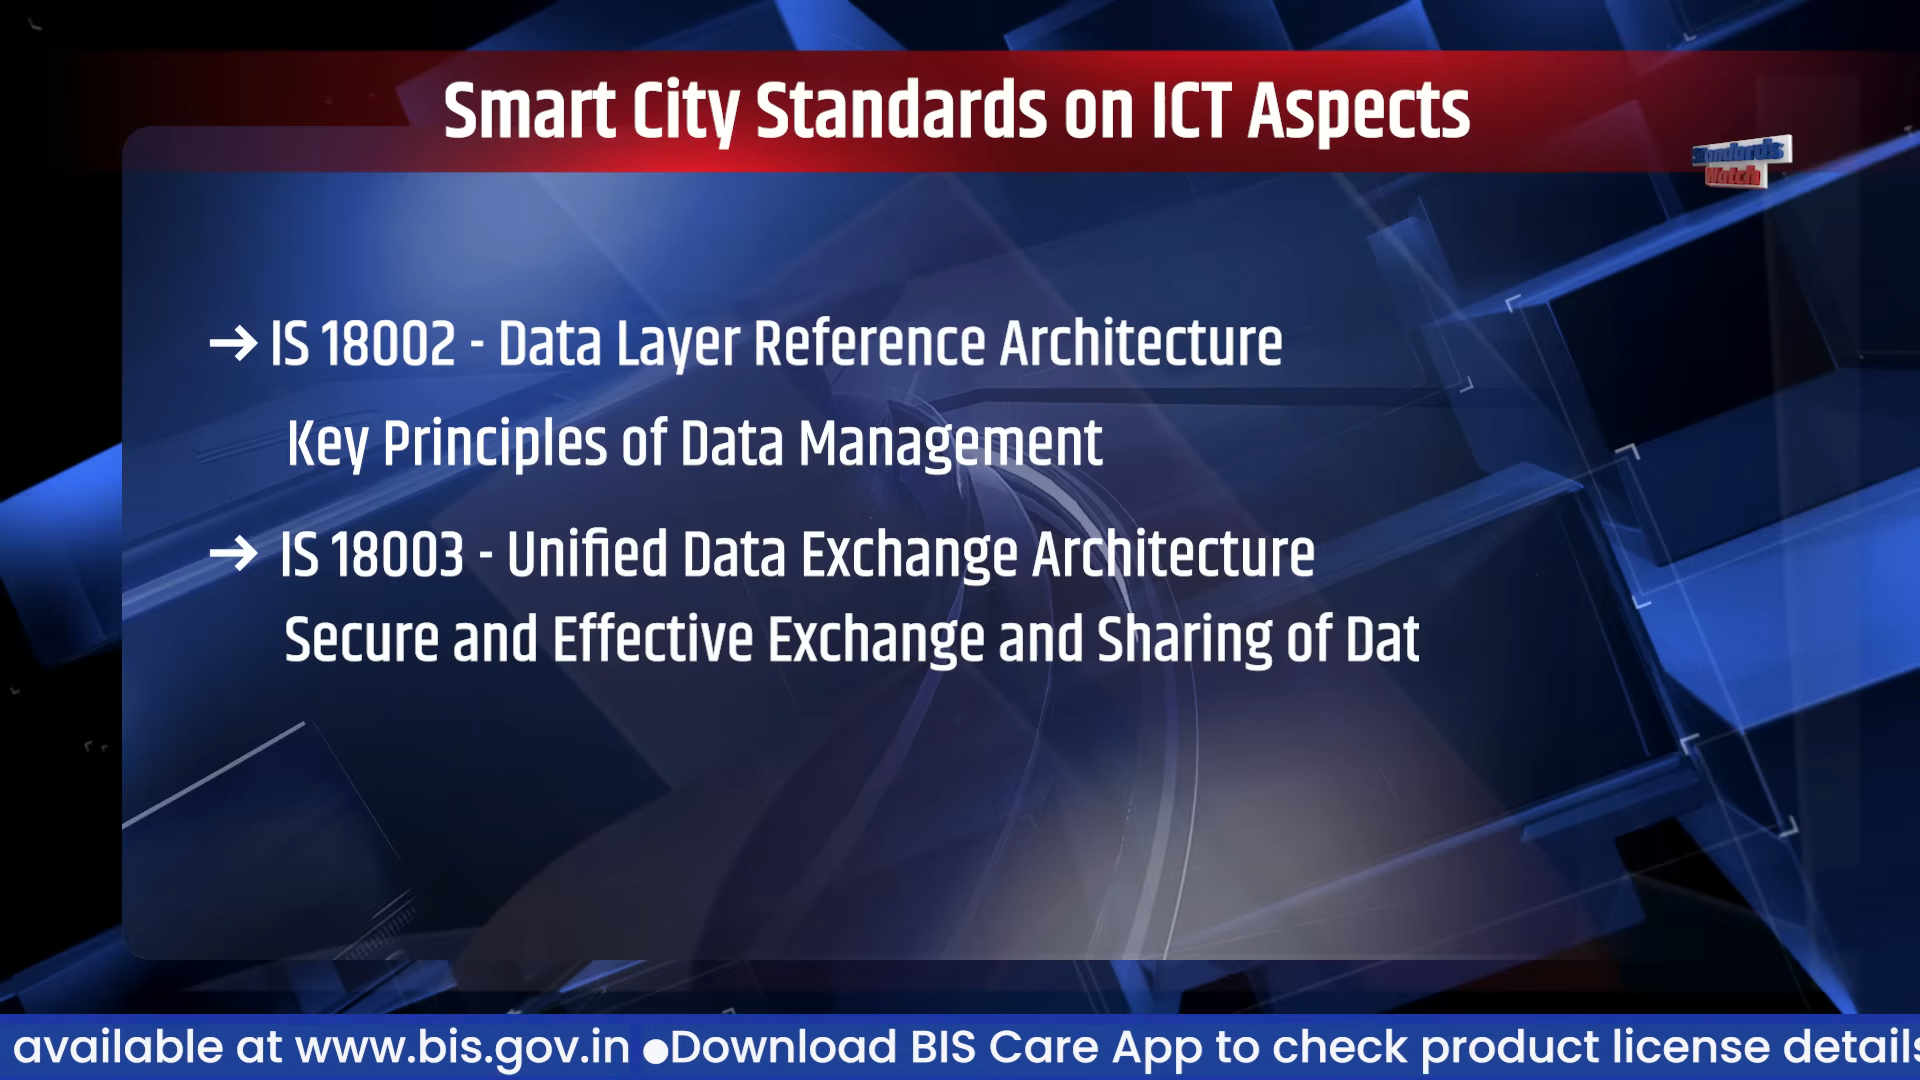 Smart City Standards on ICT Aspects
Standards
Watch
→ IS 18002 - Data Layer Reference Architecture
Key Principles of Data Management
→ IS 18003 - Unified Data Exchange Architecture
Secure and Effective Exchange and Sharing of Dat
available at www.bis.gov.in ●Download BIS Care App to check product license details